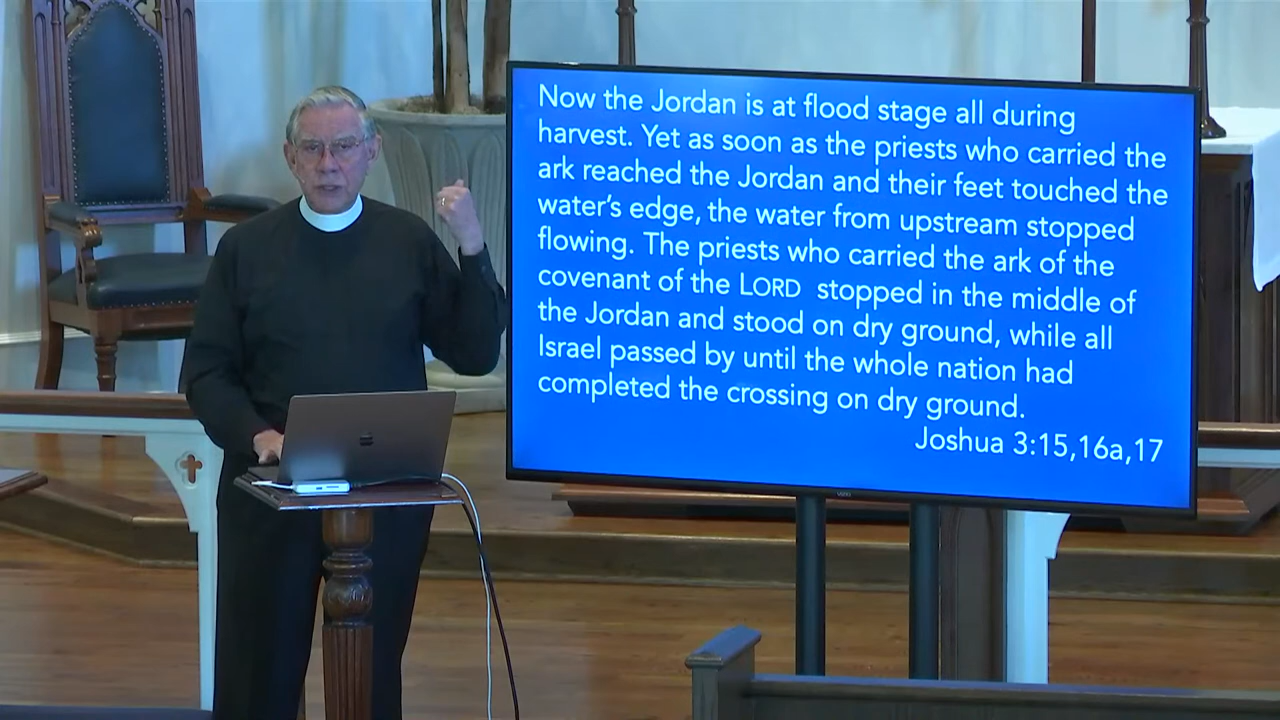 Now the Jordan is at flood stage all during
harvest. Yet as soon as the priests who carried the
ark reached the Jordan and their feet touched the
water's edge, the water from upstream stopped
flowing. The priests who carried the ark of the
covenant of the LORD stopped in the middle of
the Jordan and stood on dry ground, while all
Israel passed by until the whole nation had
completed the crossing on dry ground.
Joshua 3:15,16a,17